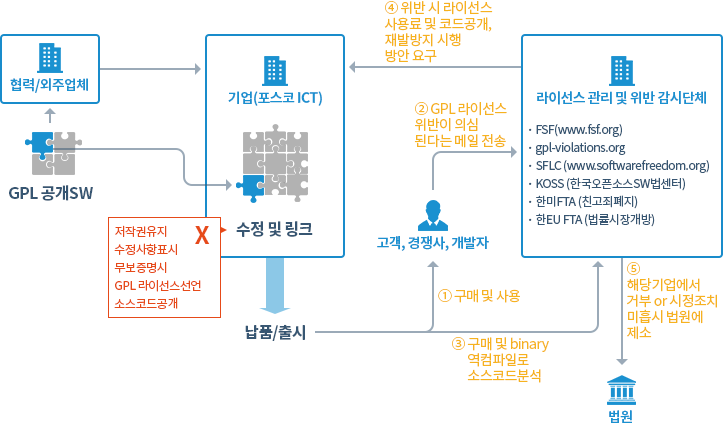 ④ 위반 시 라이선스
사용료 및 코드공개,
재발방지 시행
방안 요구
협력/외주업체
기업(포스코 ICT)
라이선스 관리 및 위반 감시단체
② GPL 라이선스
위반이 의심
된다는 메일 전송
· FSF(www.fsf.org)
· gpl-violations.org
· SFLC (www.softwarefreedom.org)
· KOSS (한국오픈소스SW법센터)
· 한미FTA (친고죄폐지)
· 한EU FTA (법률시장개방)
GPL 공개SW
수정 및 링크
고객, 경쟁사, 개발자
저작권유지
수정사항표시
무보증명시
GPL 라이선스선언
소스코드공개
X
① 구매 및 사용
⑤
해당기업에서
거부 or 시정조치
미흡시 법원에
제소
납품/출시
③ 구매 및 binary
역컴파일로
소스코드분석
법원